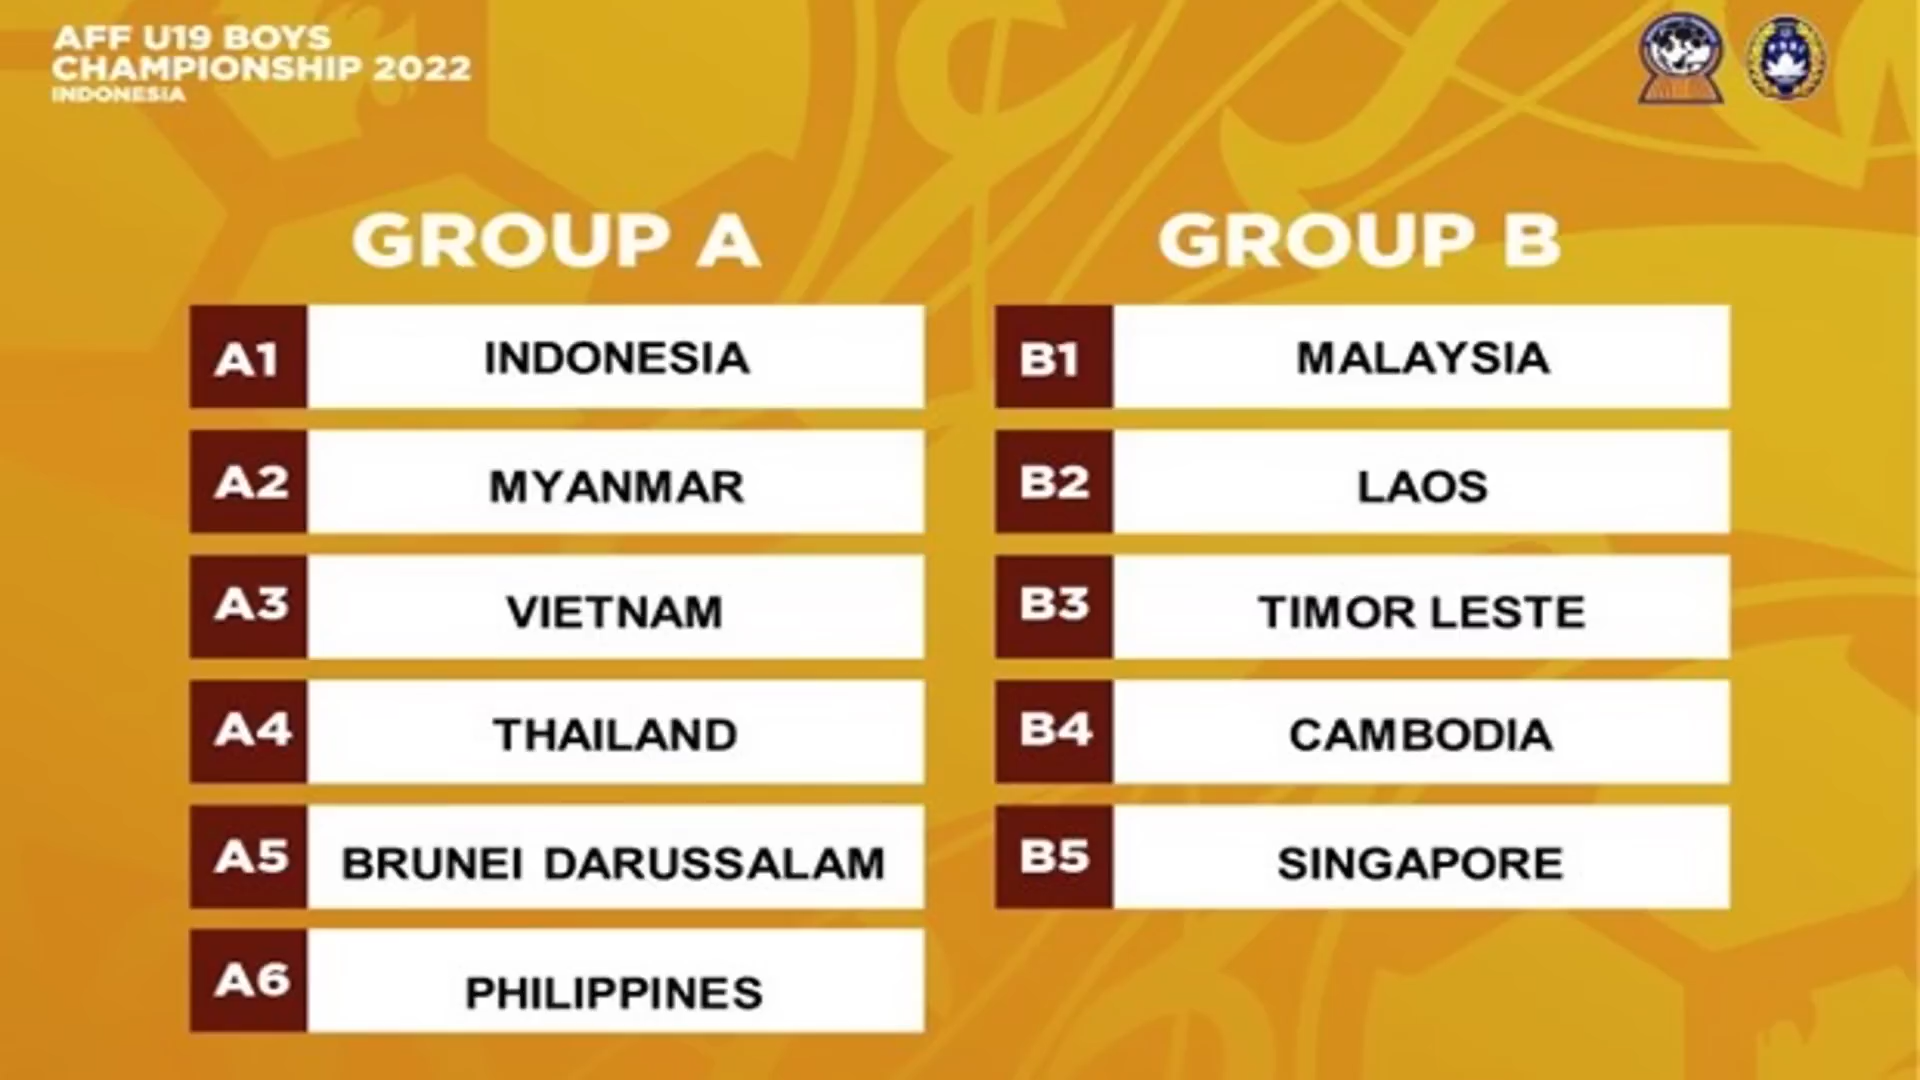 AFF U19 BOYS
CHAMPIONSHIP 2022
INDONESIA
GROUP A
A1 INDONESIA
A2 MYANMAR
A3 VIETNAM
A4 THAILAND
A5 BRUNEI DARUSSALAM
A6 PHILIPPINES
GROUP B
B1 MALAYSIA
B2 LAOS
B3 TIMOR LESTE
B4 CAMBODIA
B5 SINGAPORE